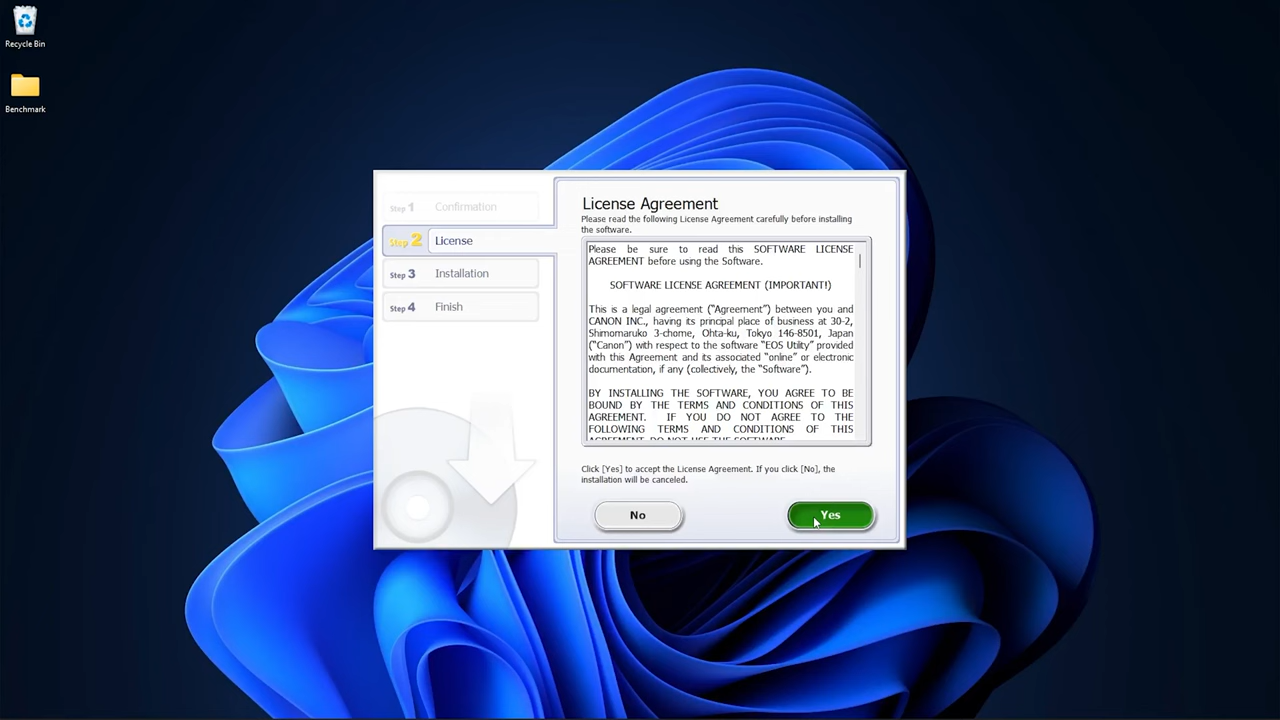 Recycle Bin
Benchmark
Step 1 Confirmation
Step 2 License
Step 3 Installation
Step 4 Finish
License Agreement
Please read the following License Agreement carefully before installing
the software.
Please be sure to read this SOFTWARE LICENSE
AGREEMENT before using the Software.
SOFTWARE LICENSE AGREEMENT (IMPORTANT!)
This is a legal agreement (“Agreement”) between you and
CANON INC., having its principal place of business at 30-2,
Shimomaruko 3-chome, Ohta-ku, Tokyo 146-8501, Japan
(“Canon”) with respect to the software “EOS Utility” provided
with this Agreement and its associated “online” or electronic
documentation, if any (collectively, the “Software”).
BY INSTALLING THE SOFTWARE, YOU AGREE TO BE
BOUND BY THE TERMS AND CONDITIONS OF THIS
AGREEMENT. IF YOU DO NOT AGREE TO THE
FOLLOWING TERMS AND CONDITIONS OF THIS
AGREEMENT, DO NOT USE THE SOFTWARE.
Click [Yes] to accept the License Agreement. If you click [No], the
installation will be canceled.
No
Yes